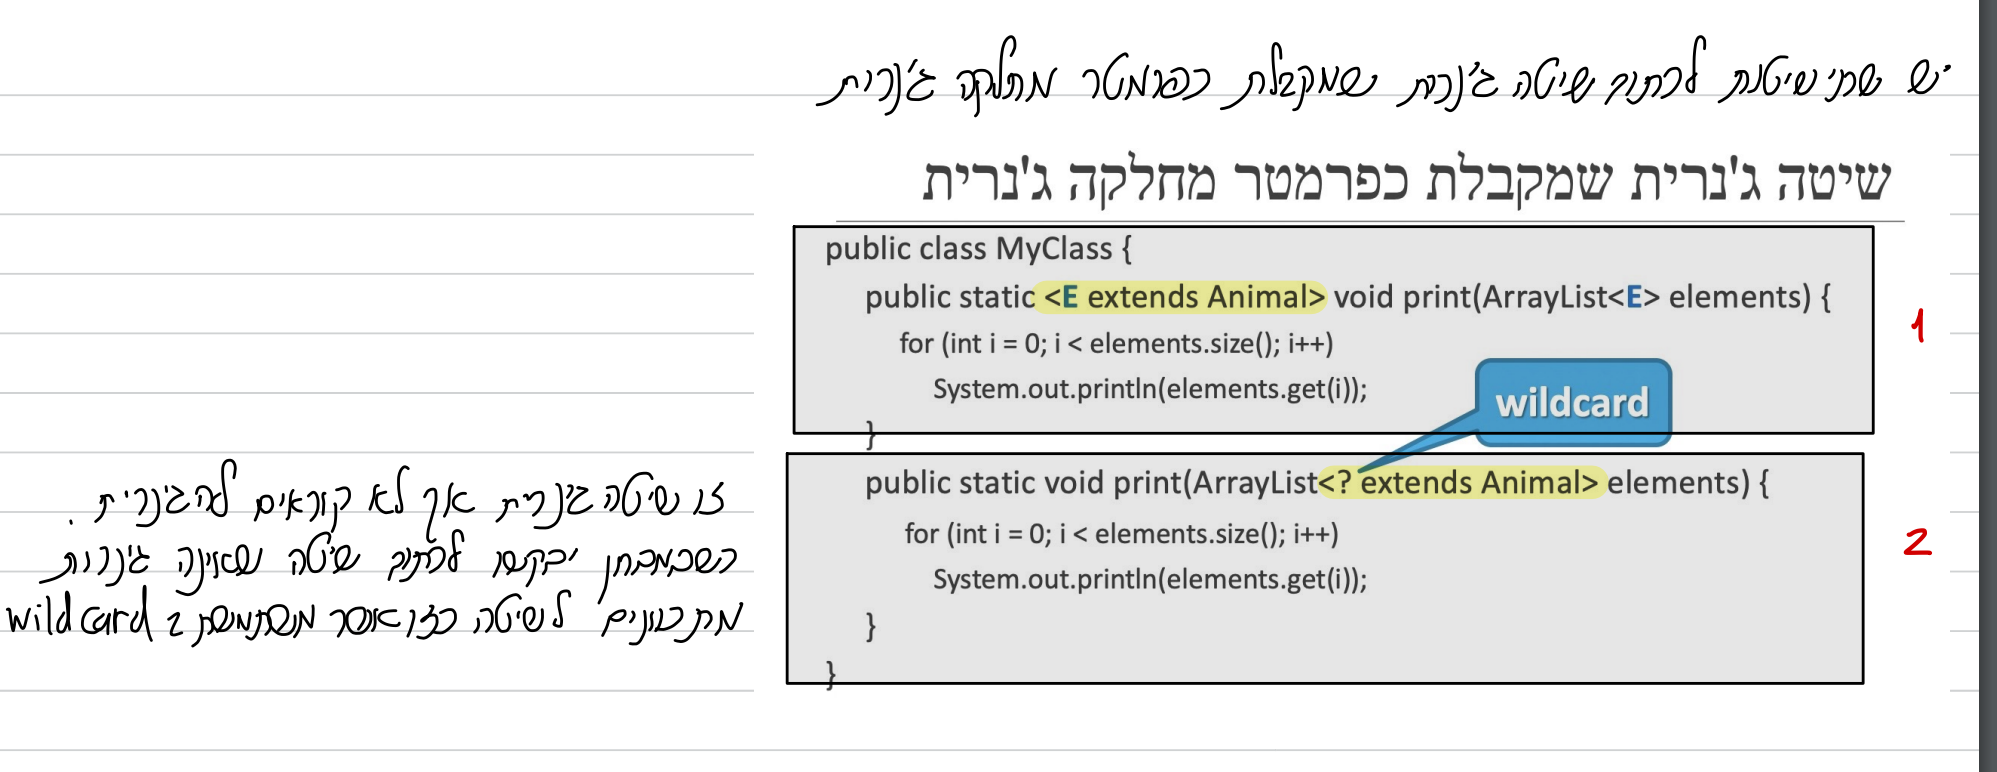 יש שתי שיטות לכתוב שיטה ג'נרית שמקבלת כפרמטר מחלקה ג'נרית
שיטה ג'נרית שמקבלת כפרמטר מחלקה ג'נרית
public class MyClass {
public static <E extends Animal> void print(ArrayList<E> elements) {
for (int i = 0; i < elements.size(); i++)
System.out.println(elements.get(i));
}
1
wildcard
public static void print(ArrayList<? extends Animal> elements) {
for (int i = 0; i < elements.size(); i++)
System.out.println(elements.get(i));
}
}
2
זו שיטה ג'נרית אך לא קוראים לה ג'נרית.
כשבמבחן יבקשו לכתוב שיטה שאינה ג'נרית
מתכוונים לשיטה כזו אשר משתמשת ב wild card